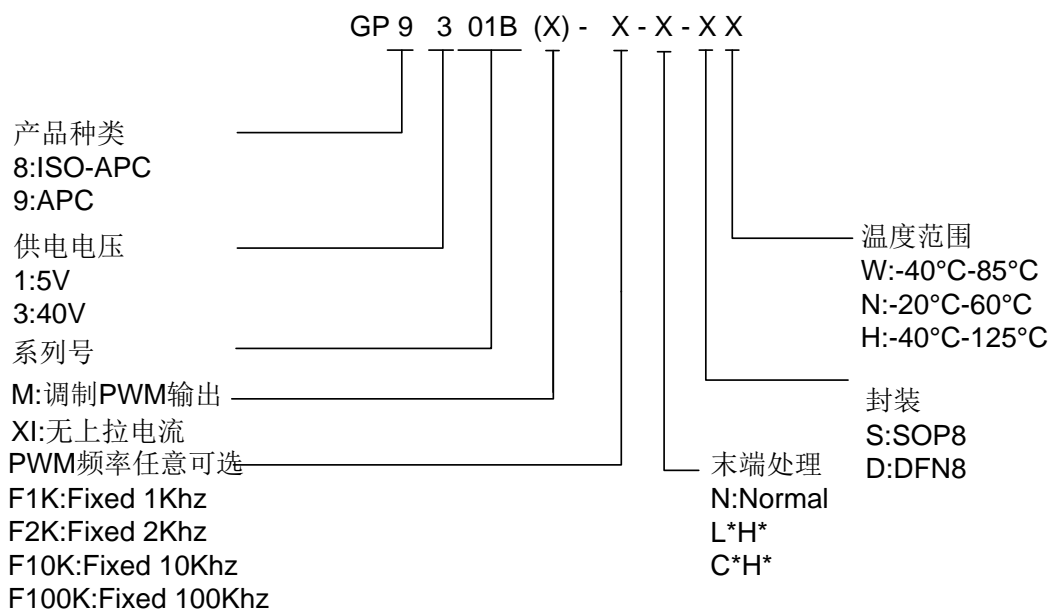 GP 9 3 01B (X) - X - X - X X
产品种类
8:ISO-APC
9:APC
供电电压
1:5V
3:40V
系列号
M:调制PWM输出
XI:无上拉电流
PWM频率任意可选
F1K:Fixed 1Khz
F2K:Fixed 2Khz
F10K:Fixed 10Khz
F100K:Fixed 100Khz
末端处理
N:Normal
L*H*
C*H*
封装
S:SOP8
D:DFN8
温度范围
W:-40°C-85°C
N:-20°C-60°C
H:-40°C-125°C